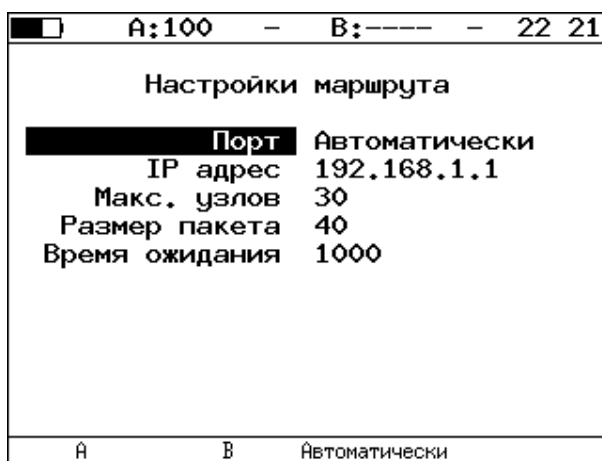 A:100 – B:---- – 22 21
Настройки маршрута
Порт Автоматически
IP адрес 192.168.1.1
Макс. узлов 30
Размер пакета 40
Время ожидания 1000
A B Автоматически